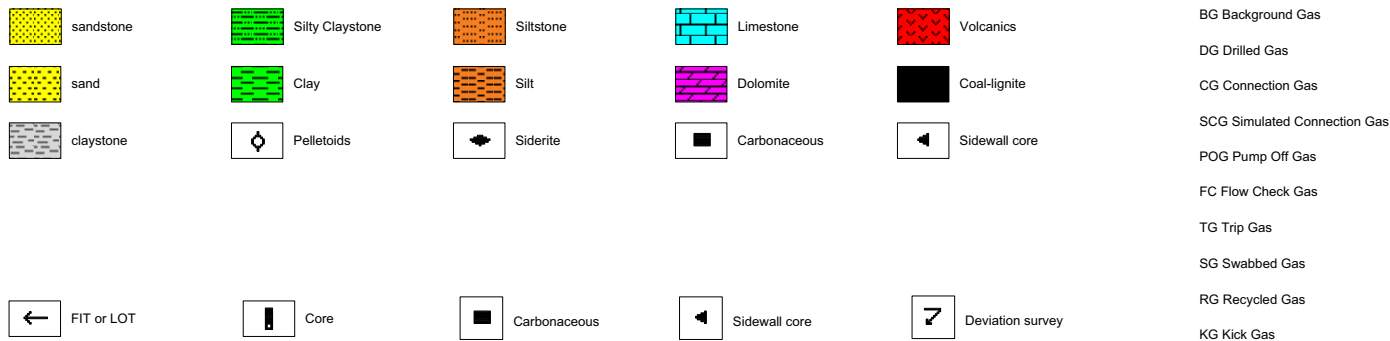 sandstone
Silty Claystone
Siltstone
Limestone
Volcanics
BG Background Gas
DG Drilled Gas
sand
Clay
Silt
Dolomite
Coal-lignite
CG Connection Gas
SCG Simulated Connection Gas
claystone
Pelletoids
Siderite
Carbonaceous
Sidewall core
POG Pump Off Gas
FC Flow Check Gas
TG Trip Gas
SG Swabbed Gas
RG Recycled Gas
FIT or LOT
Core
Carbonaceous
Sidewall core
Deviation survey
KG Kick Gas